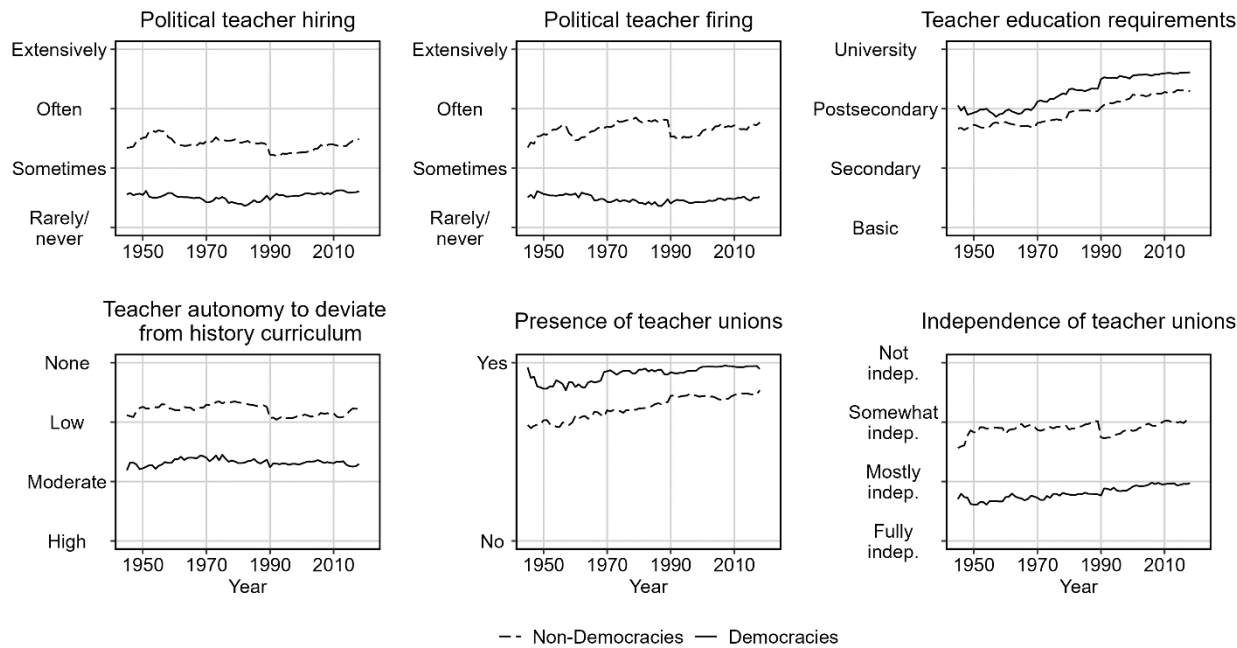 Political teacher hiring
Extensively
Often
Sometimes
Rarely/
never
1950 1970 1990 2010
Political teacher firing
Extensively
Often
Sometimes
Rarely/
never
1950 1970 1990 2010
Teacher education requirements
University
Postsecondary
Secondary
Basic
1950 1970 1990 2010
Teacher autonomy to deviate
from history curriculum
None
Low
Moderate
High
1950 1970 1990 2010
Year
Presence of teacher unions
Yes
No
1950 1970 1990 2010
Year
Independence of teacher unions
Not
indep.
Somewhat
indep.
Mostly
indep.
Fully
indep.
1950 1970 1990 2010
Year
Non-Democracies Democracies